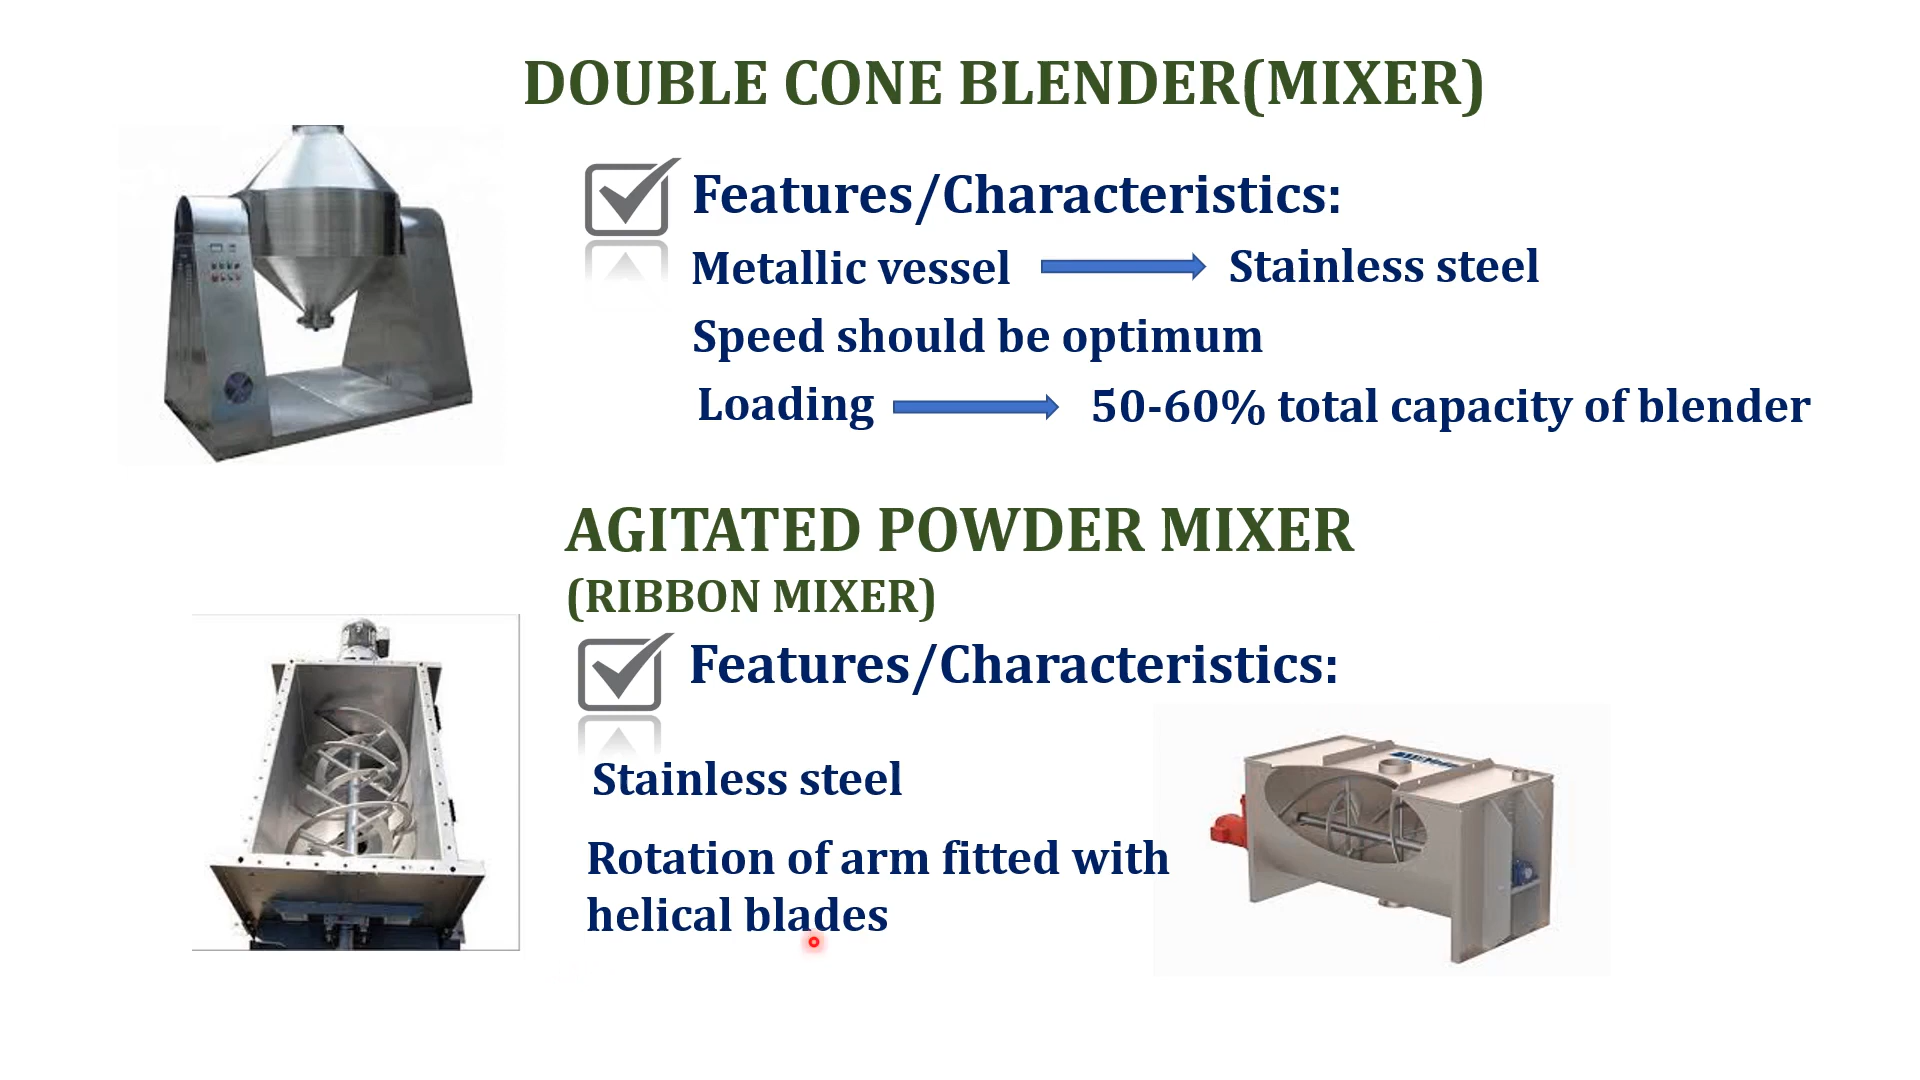 DOUBLE CONE BLENDER(MIXER)
Features/Characteristics:
Metallic vessel
Stainless steel
Speed should be optimum
Loading
50-60% total capacity of blender
AGITATED POWDER MIXER
(RIBBON MIXER)
Features/Characteristics:
Stainless steel
Rotation of arm fitted with
helical blades